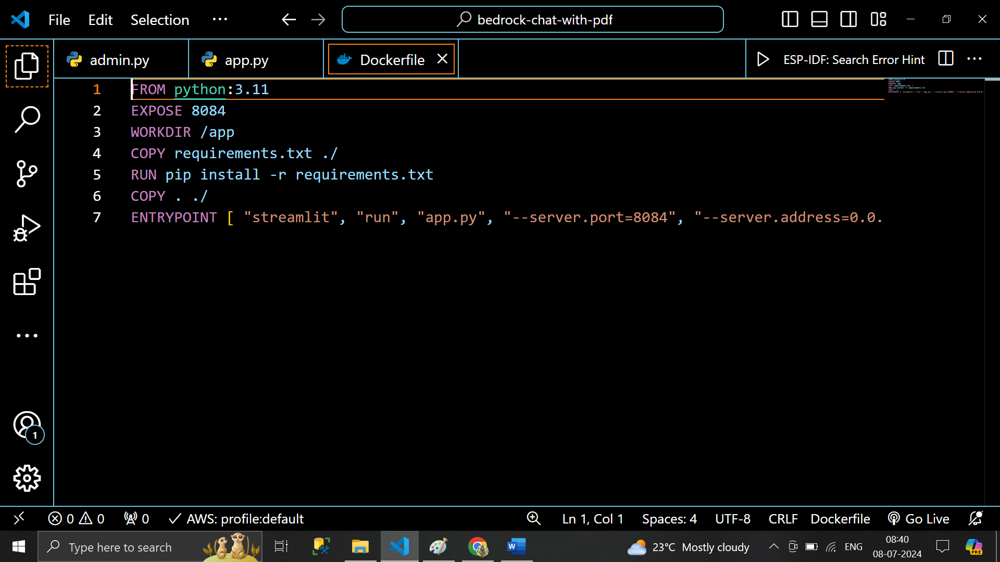 File Edit Selection ... bedrock-chat-with-pdf
admin.py app.py Dockerfile ESP-IDF: Search Error Hint
1 FROM python:3.11
2 EXPOSE 8084
3 WORKDIR /app
4 COPY requirements.txt ./
5 RUN pip install -r requirements.txt
6 COPY . ./
7 ENTRYPOINT [ "streamlit", "run", "app.py", "--server.port=8084", "--server.address=0.0.
1
0 0 0 AWS: profile:default Ln 1, Col 1 Spaces: 4 UTF-8 CRLF Dockerfile Go Live
Type here to search 23°C Mostly cloudy ENG 08:40
08-07-2024
PRE